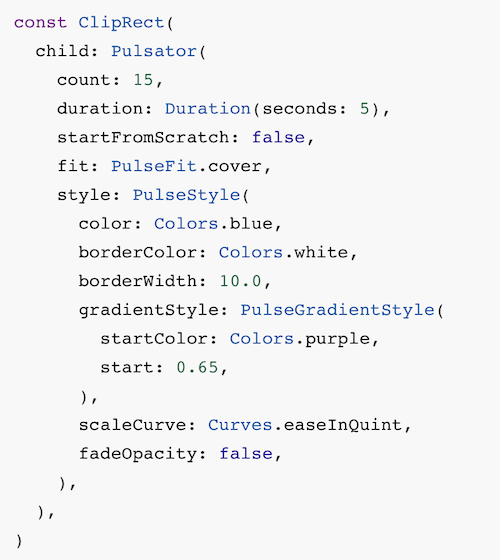 const ClipRect(
  child: Pulsator(
    count: 15,
    duration: Duration(seconds: 5),
    startFromScratch: false,
    fit: PulseFit.cover,
    style: PulseStyle(
      color: Colors.blue,
      borderColor: Colors.white,
      borderWidth: 10.0,
      gradientStyle: PulseGradientStyle(
        startColor: Colors.purple,
        start: 0.65,
      ),
      scaleCurve: Curves.easeInQuint,
      fadeOpacity: false,
    ),
  ),
)